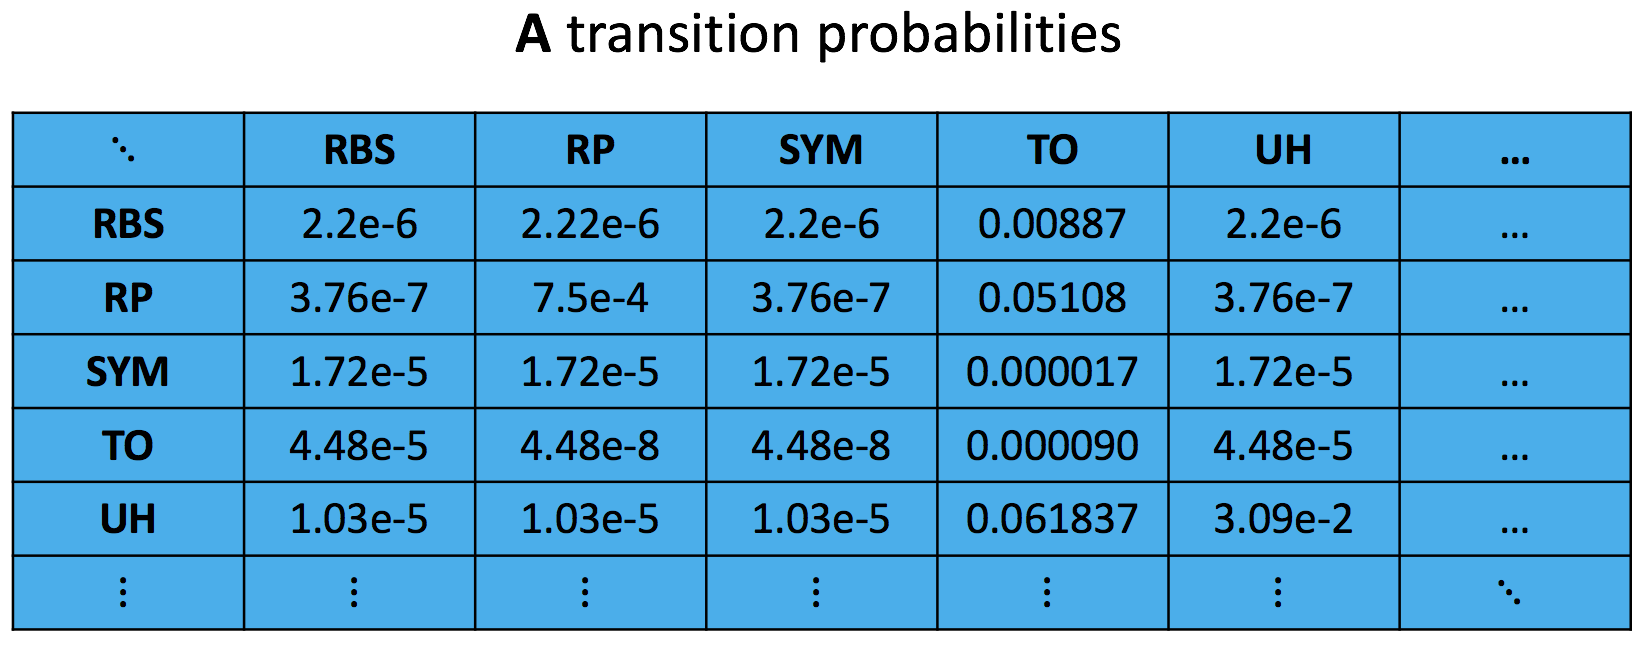 A transition probabilities
⋱ RBS RP SYM TO UH ...
RBS 2.2e-6 2.22e-6 2.2e-6 0.00887 2.2e-6 ...
RP 3.76e-7 7.5e-4 3.76e-7 0.05108 3.76e-7 ...
SYM 1.72e-5 1.72e-5 1.72e-5 0.000017 1.72e-5 ...
TO 4.48e-5 4.48e-8 4.48e-8 0.000090 4.48e-5 ...
UH 1.03e-5 1.03e-5 1.03e-5 0.061837 3.09e-2 ...
⋮ ⋮ ⋮ ⋮ ⋮ ⋮ ⋱